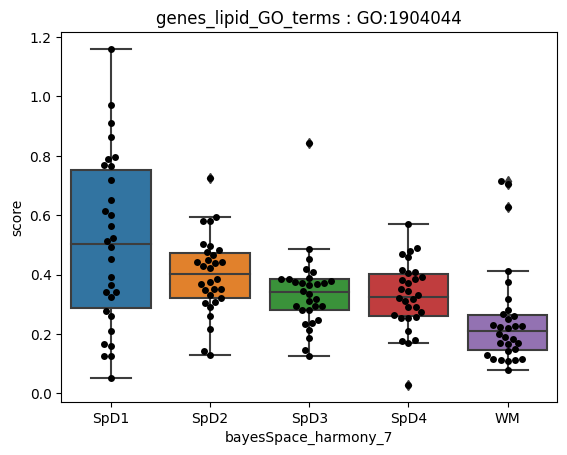 genes_lipid_GO_terms : GO:1904044
1.2
1.0
0.8
0.6
0.4
0.2
0.0
score
SpD1 SpD2 SpD3 SpD4 WM
bayesSpace_harmony_7